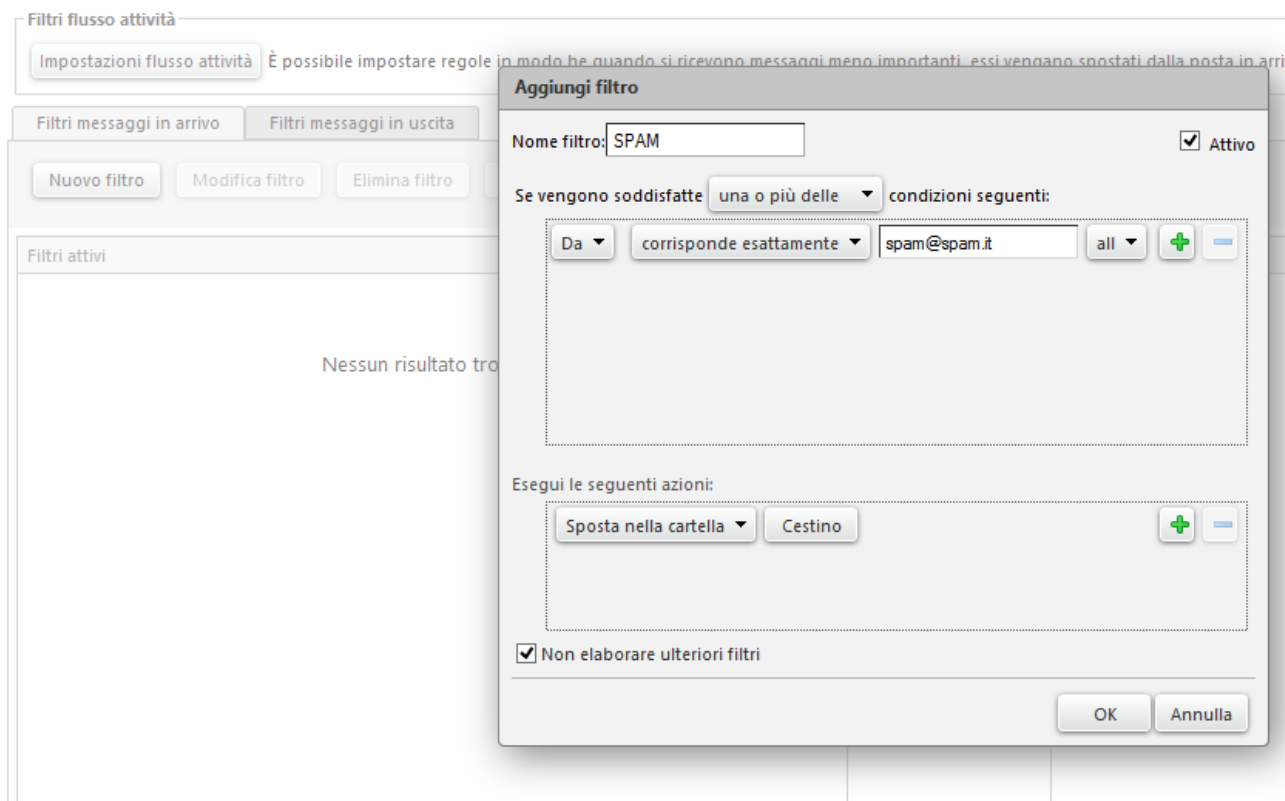 Filtri flusso attività
Impostazioni flusso attività È possibile impostare regole in modo he quando si ricevono messaggi meno importanti, essi vengano spostati dalla posta in arri
Aggiungi filtro
Filtri messaggi in arrivo Filtri messaggi in uscita
Nome filtro: SPAM Attivo
Nuovo filtro Modifica filtro Elimina filtro
Se vengono soddisfatte una o più delle condizioni seguenti:
Da corrisponde esattamente spam@spam.it all
Filtri attivi
Nessun risultato tro
Esegui le seguenti azioni:
Sposta nella cartella Cestino
Non elaborare ulteriori filtri
OK Annulla